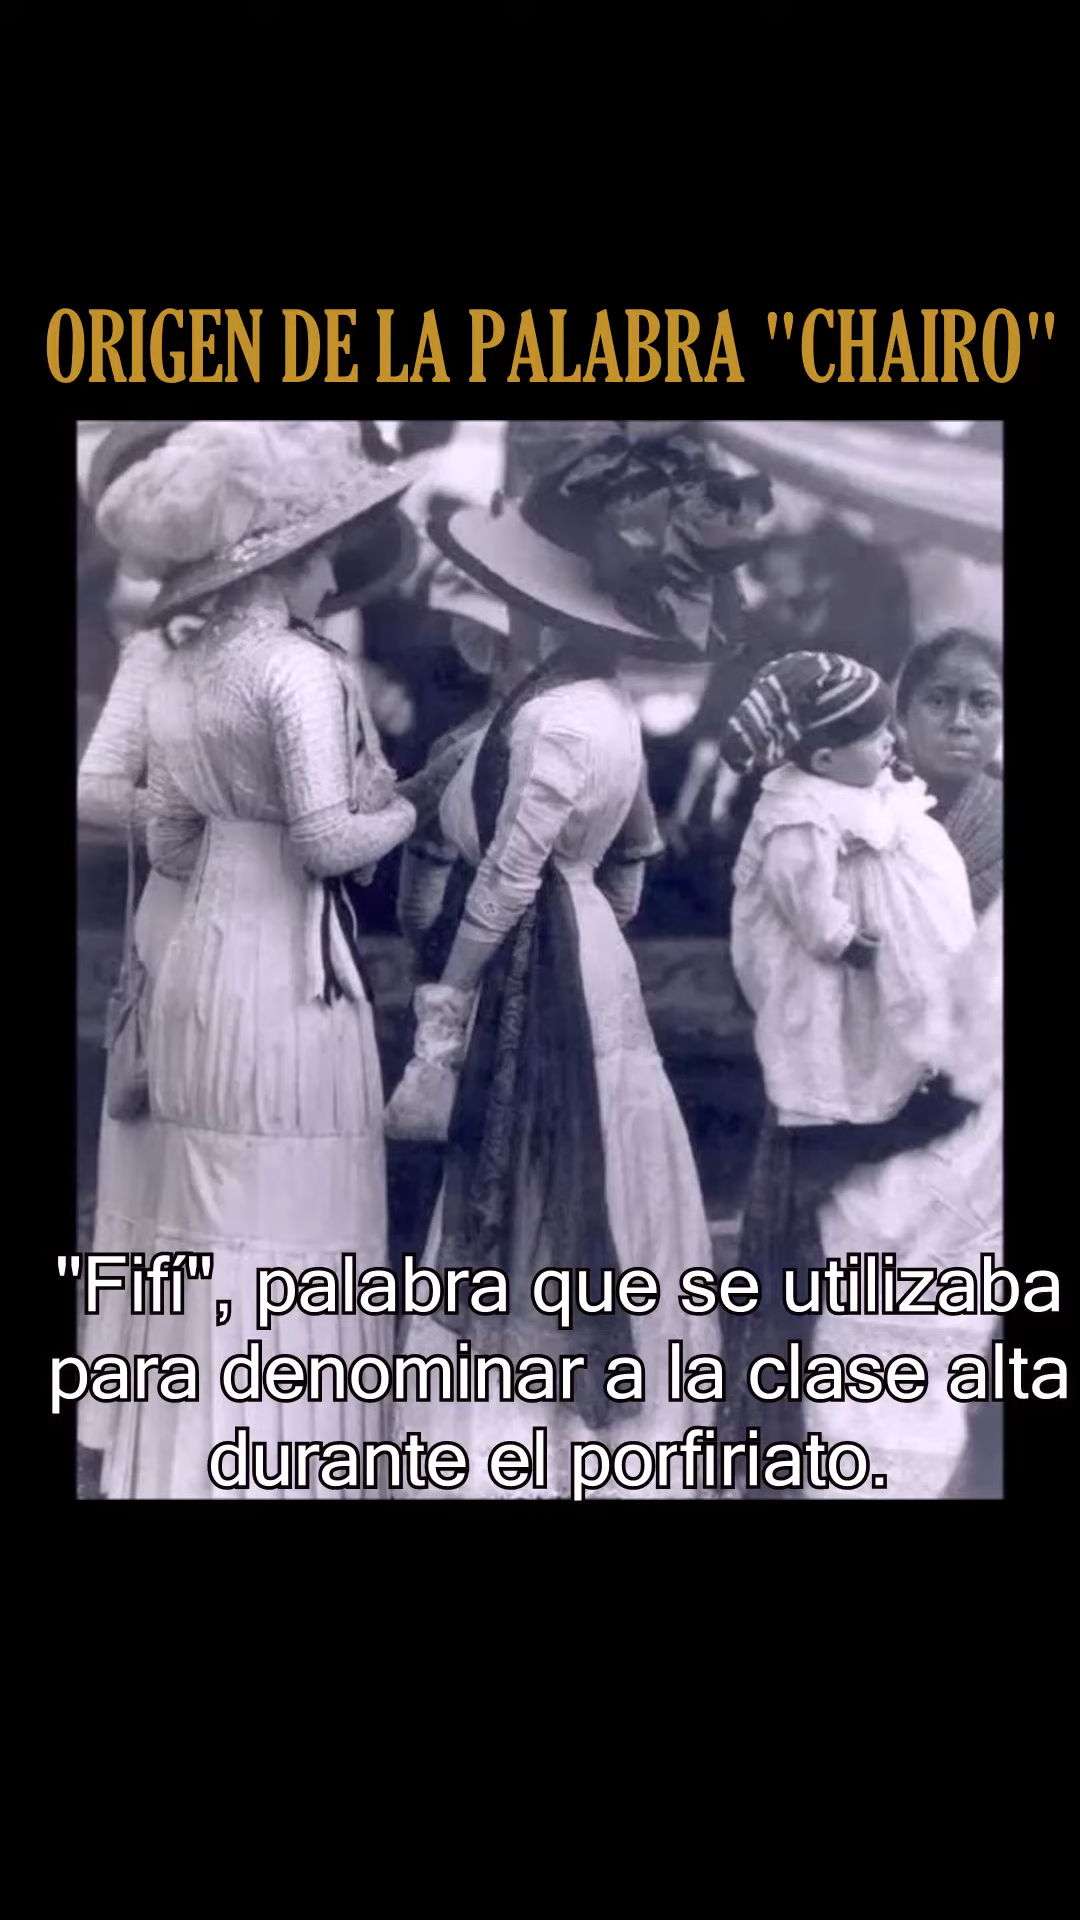 ORIGEN DE LA PALABRA "CHAIRO"
"Fifí", palabra que se utilizaba
para denominar a la clase alta
durante el porfiriato.